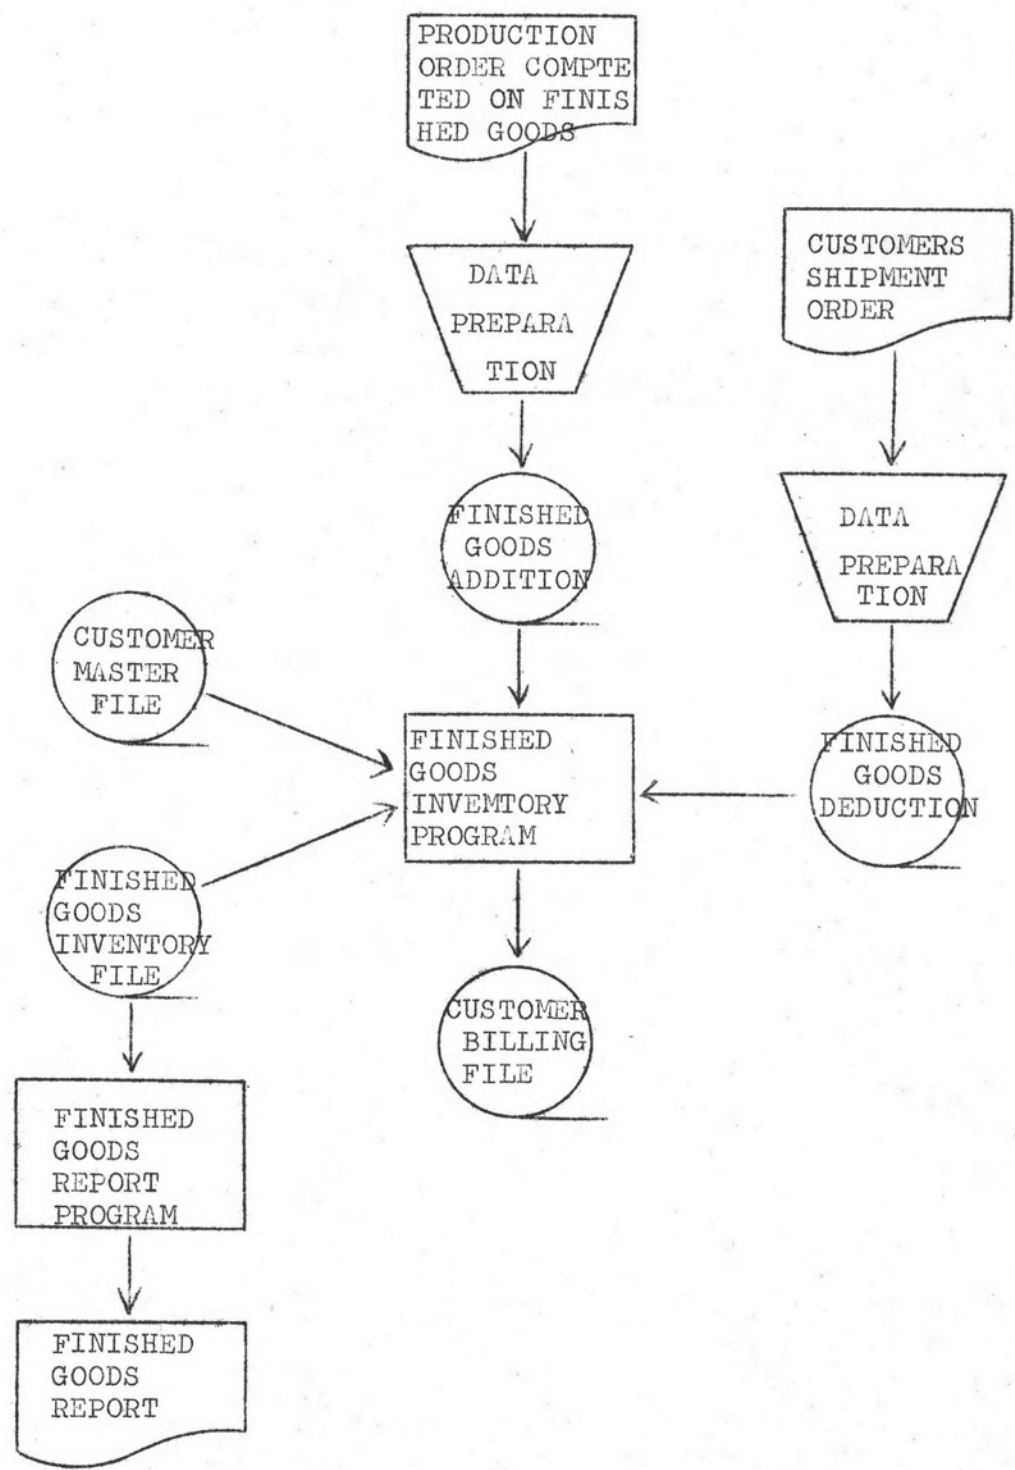 PRODUCTION
ORDER COMPTE
TED ON FINIS
HED GOODS
CUSTOMERS
SHIPMENT
ORDER
DATA
PREPARA
TION
FINISHED
GOODS
ADDITION
DATA
PREPARA
TION
CUSTOMER
MASTER
FILE
FINISHED
GOODS
INVEMTORY
PROGRAM
FINISHED
GOODS
DEDUCTION
FINISHED
GOODS
INVENTORY
FILE
CUSTOMER
BILLING
FILE
FINISHED
GOODS
REPORT
PROGRAM
FINISHED
GOODS
REPORT